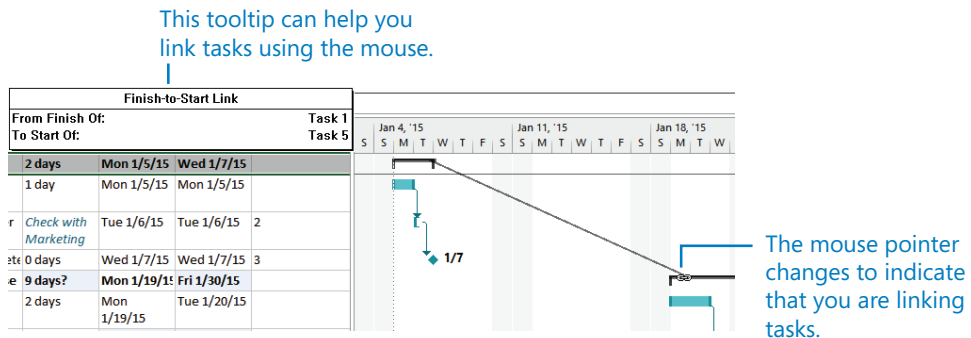 This tooltip can help you
link tasks using the mouse.
Finish-to-Start Link
From Finish Of: Task 1
To Start Of: Task 5
Jan 4, '15 Jan 11, '15 Jan 18, '15
S S M T W T F S S M T W T F S S M T W
2 days Mon 1/5/15 Wed 1/7/15
1 day Mon 1/5/15 Mon 1/5/15
r Check with Tue 1/6/15 Tue 1/6/15 2
Marketing
ete 0 days Wed 1/7/15 Wed 1/7/15 3
1/7
e 9 days? Mon 1/19/15 Fri 1/30/15
2 days Mon Tue 1/20/15
1/19/15
The mouse pointer
changes to indicate
that you are linking
tasks.